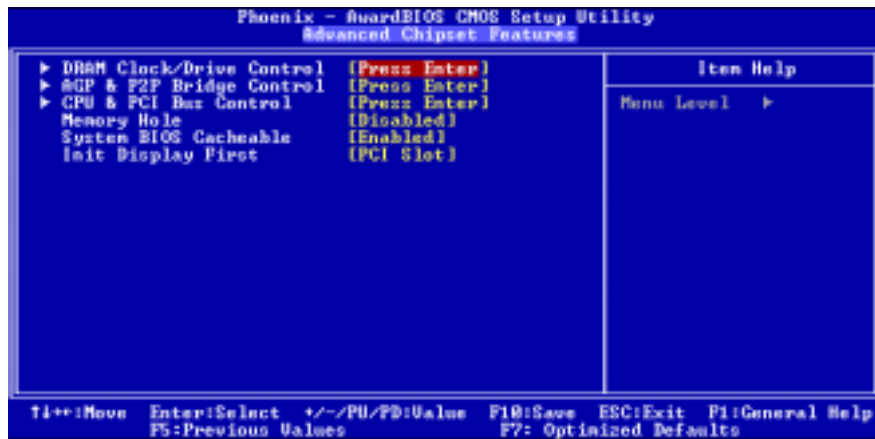 Phoenix - AwardBIOS CMOS Setup Utility
Advanced Chipset Features
► DRAM Clock/Drive Control [Press Enter]
► AGP & P2P Bridge Control [Press Enter]
► CPU & PCI Bus Control [Press Enter]
Memory Hole [Disabled]
System BIOS Cacheable [Enabled]
Init Display First [PCI Slot]
Item Help
Menu Level ►
↑↓→←:Move Enter:Select +/-/PU/PD:Value F10:Save ESC:Exit F1:General Help
F5:Previous Values F7: Optimized Defaults